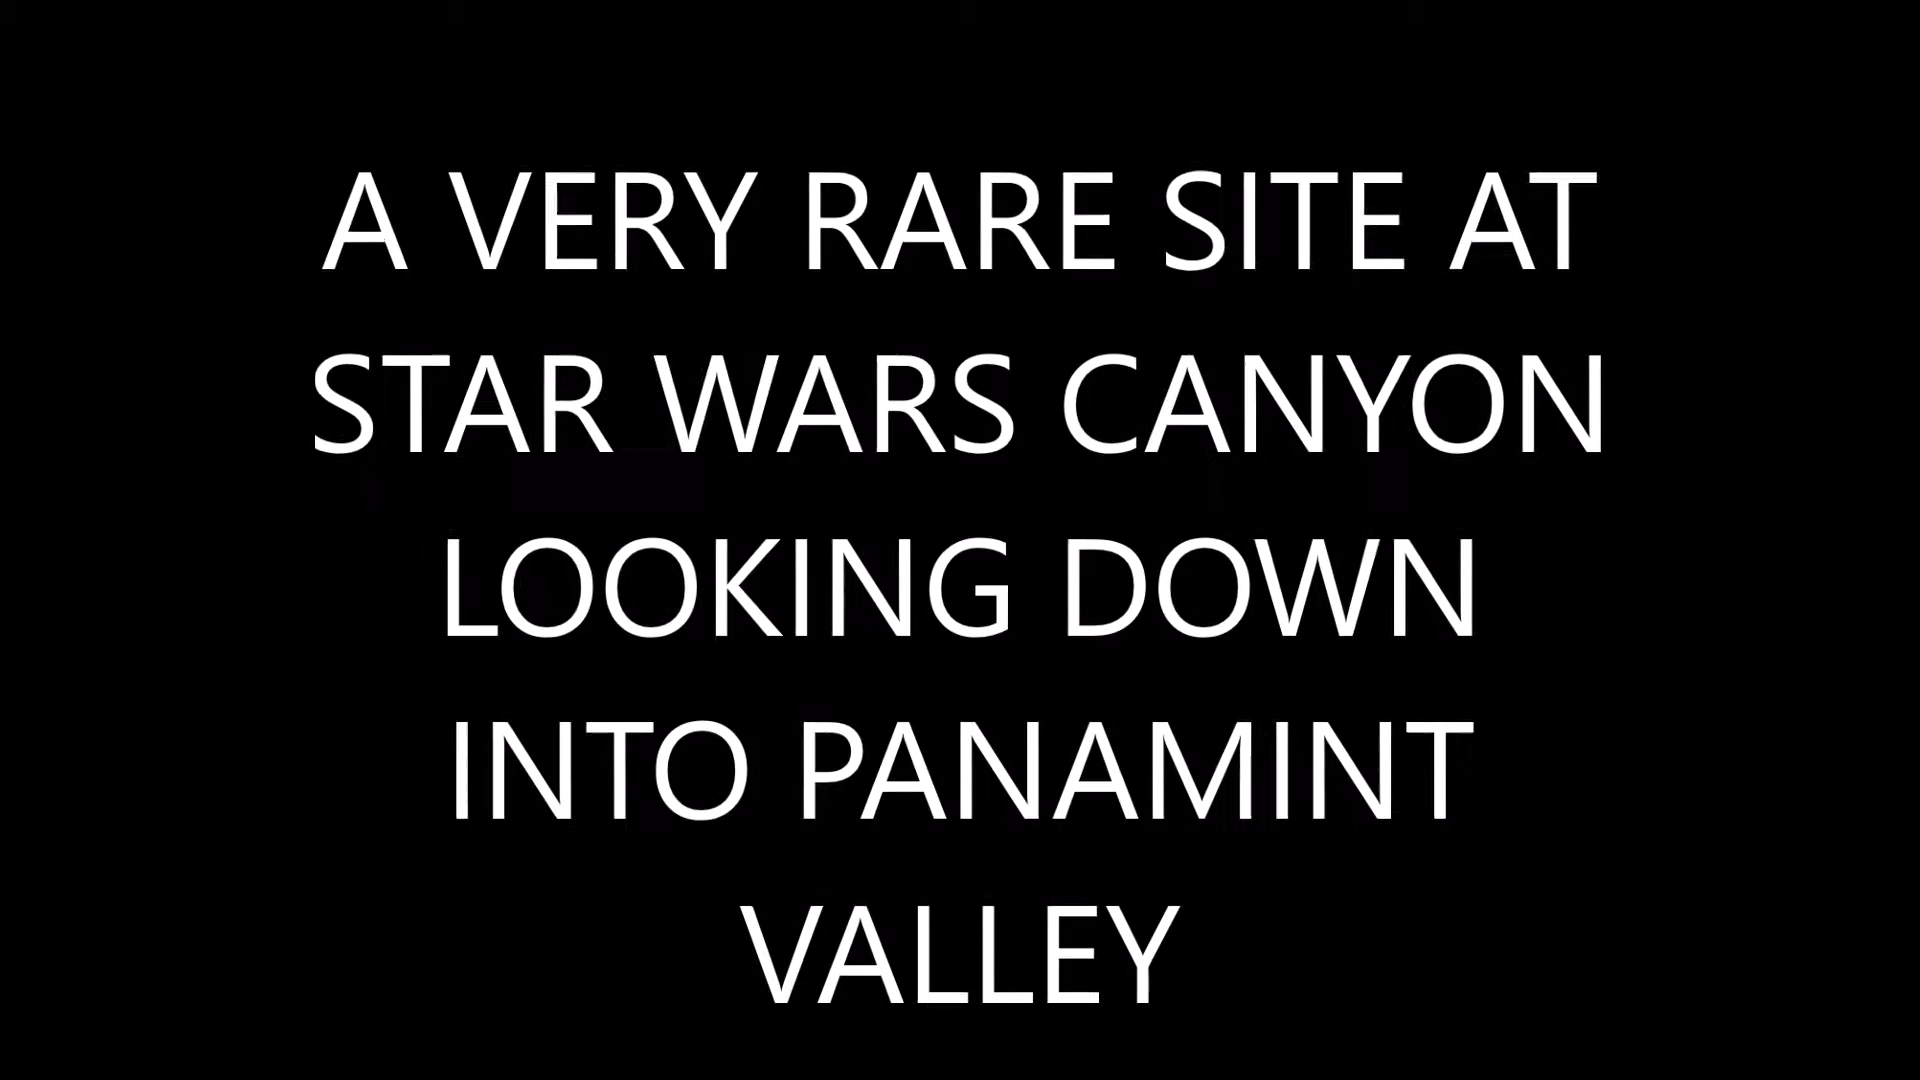 A VERY RARE SITE AT
STAR WARS CANYON
LOOKING DOWN
INTO PANAMINT
VALLEY